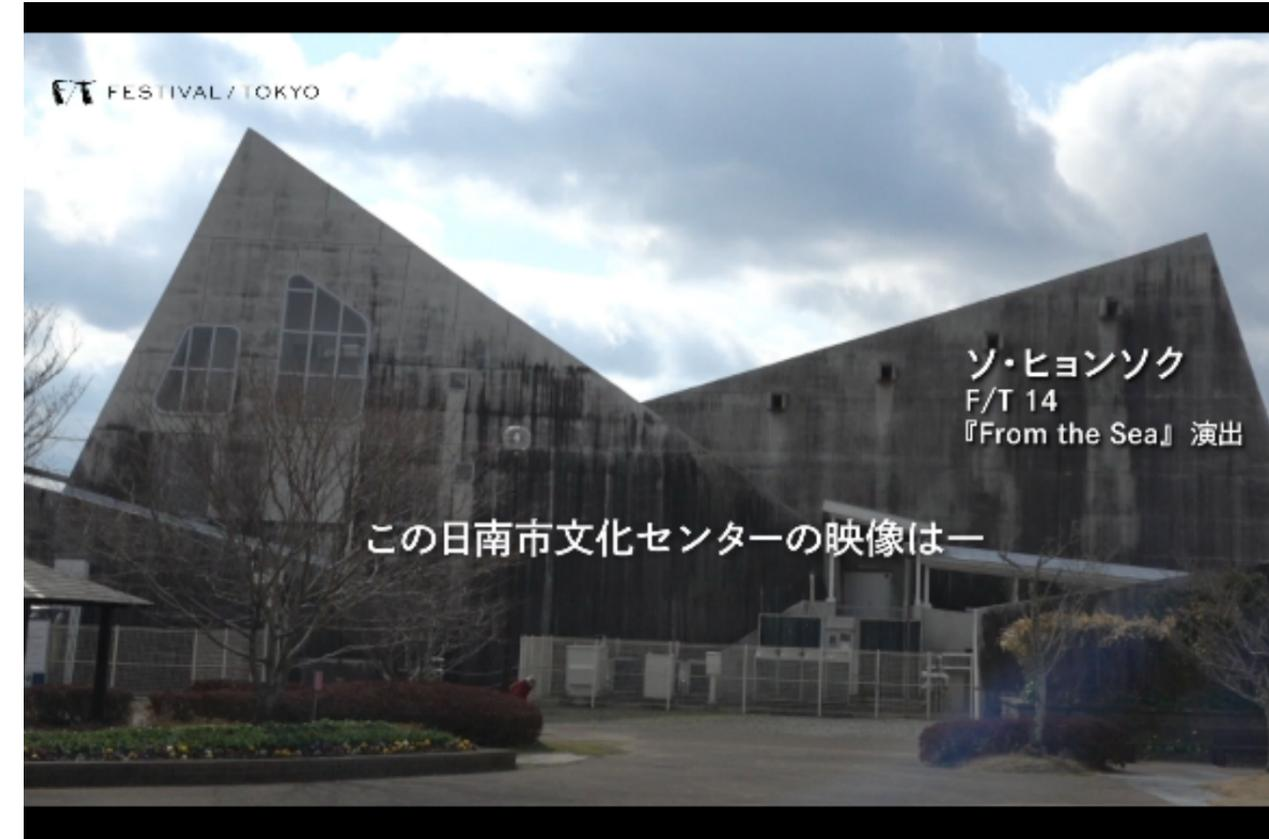 F/T FESTIVAL/TOKYO
ソ・ヒョンソク
F/T 14
『From the Sea』 演出
この日南市文化センターの映像は―